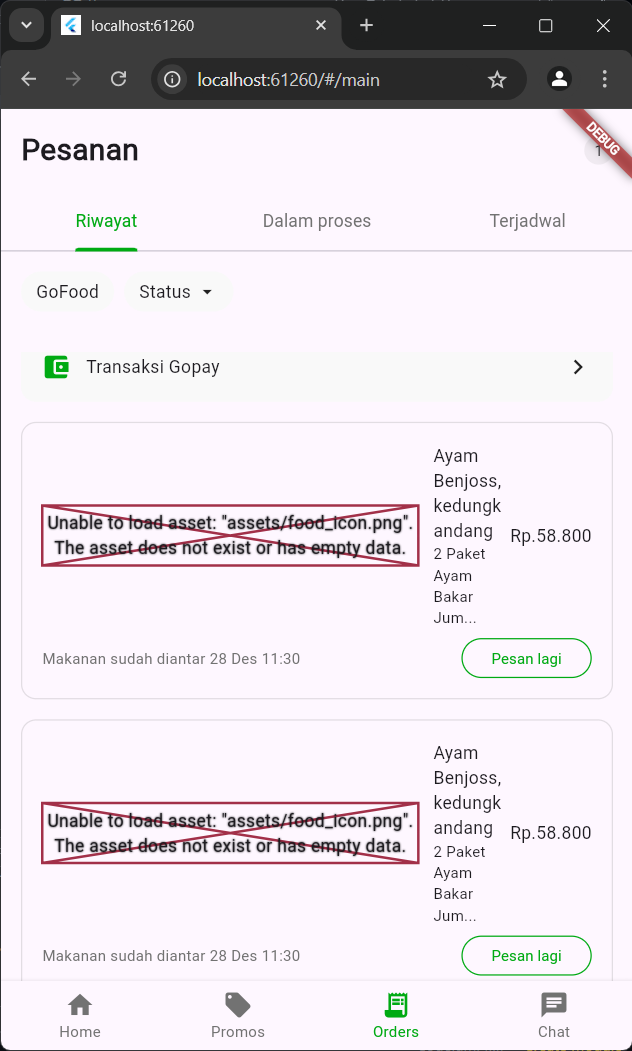 localhost:61260
localhost:61260/#/main
DEBUG
Pesanan
1
Riwayat
Dalam proses
Terjadwal
GoFood
Status
Transaksi Gopay
Unable to load asset: "assets/food_icon.png".
The asset does not exist or has empty data.
Ayam
Benjoss,
kedungk
andang
2 Paket
Ayam
Bakar
Jum...
Rp.58.800
Makanan sudah diantar 28 Des 11:30
Pesan lagi
Unable to load asset: "assets/food_icon.png".
The asset does not exist or has empty data.
Ayam
Benjoss,
kedungk
andang
2 Paket
Ayam
Bakar
Jum...
Rp.58.800
Makanan sudah diantar 28 Des 11:30
Pesan lagi
Home
Promos
Orders
Chat